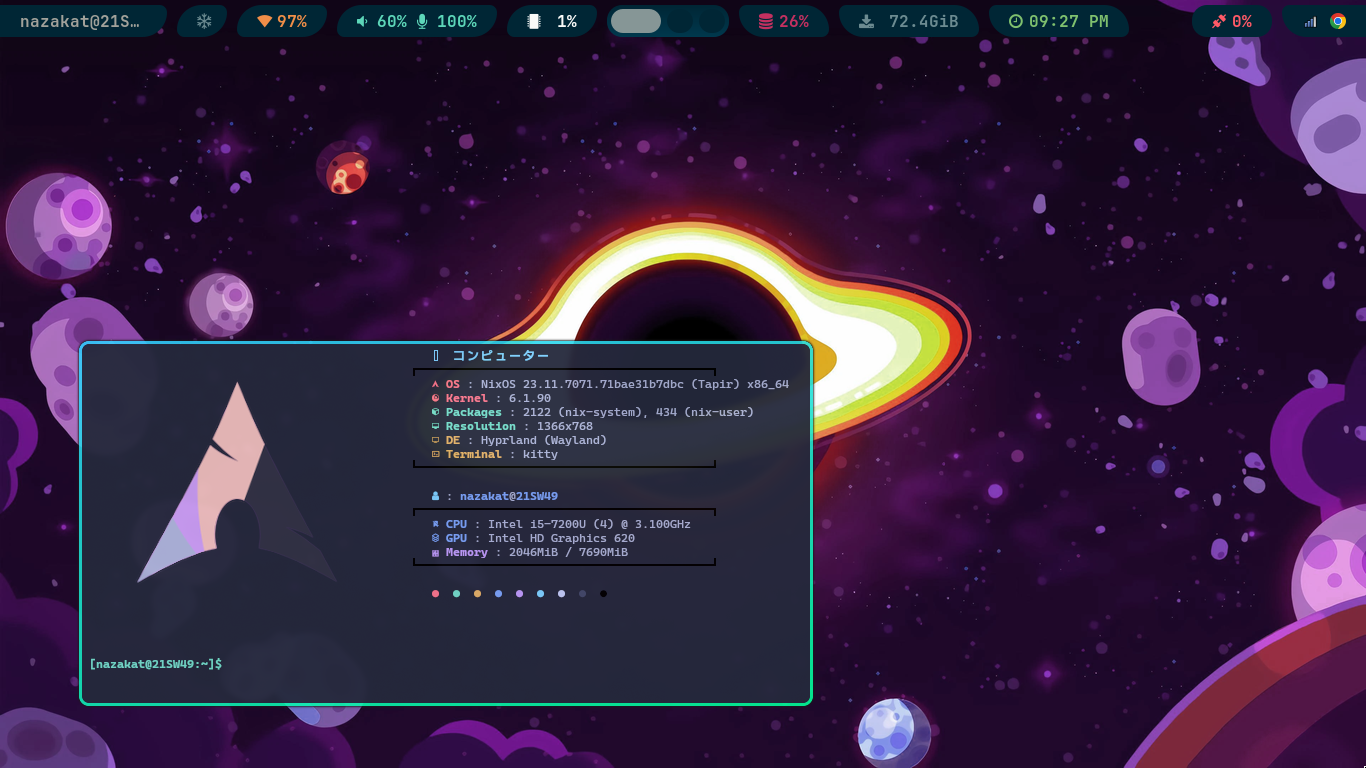 nazakat@21S…
97%
60% 100%
1%
26%
72.4GiB
09:27 PM
0%
コンピューター
OS : NixOS 23.11.7071.71bae31b7dbc (Tapir) x86_64
Kernel : 6.1.90
Packages : 2122 (nix-system), 434 (nix-user)
Resolution : 1366x768
DE : Hyprland (Wayland)
Terminal : kitty
: nazakat@21SW49
CPU : Intel i5-7200U (4) @ 3.100GHz
GPU : Intel HD Graphics 620
Memory : 2046MiB / 7690MiB
[nazakat@21SW49:~]$